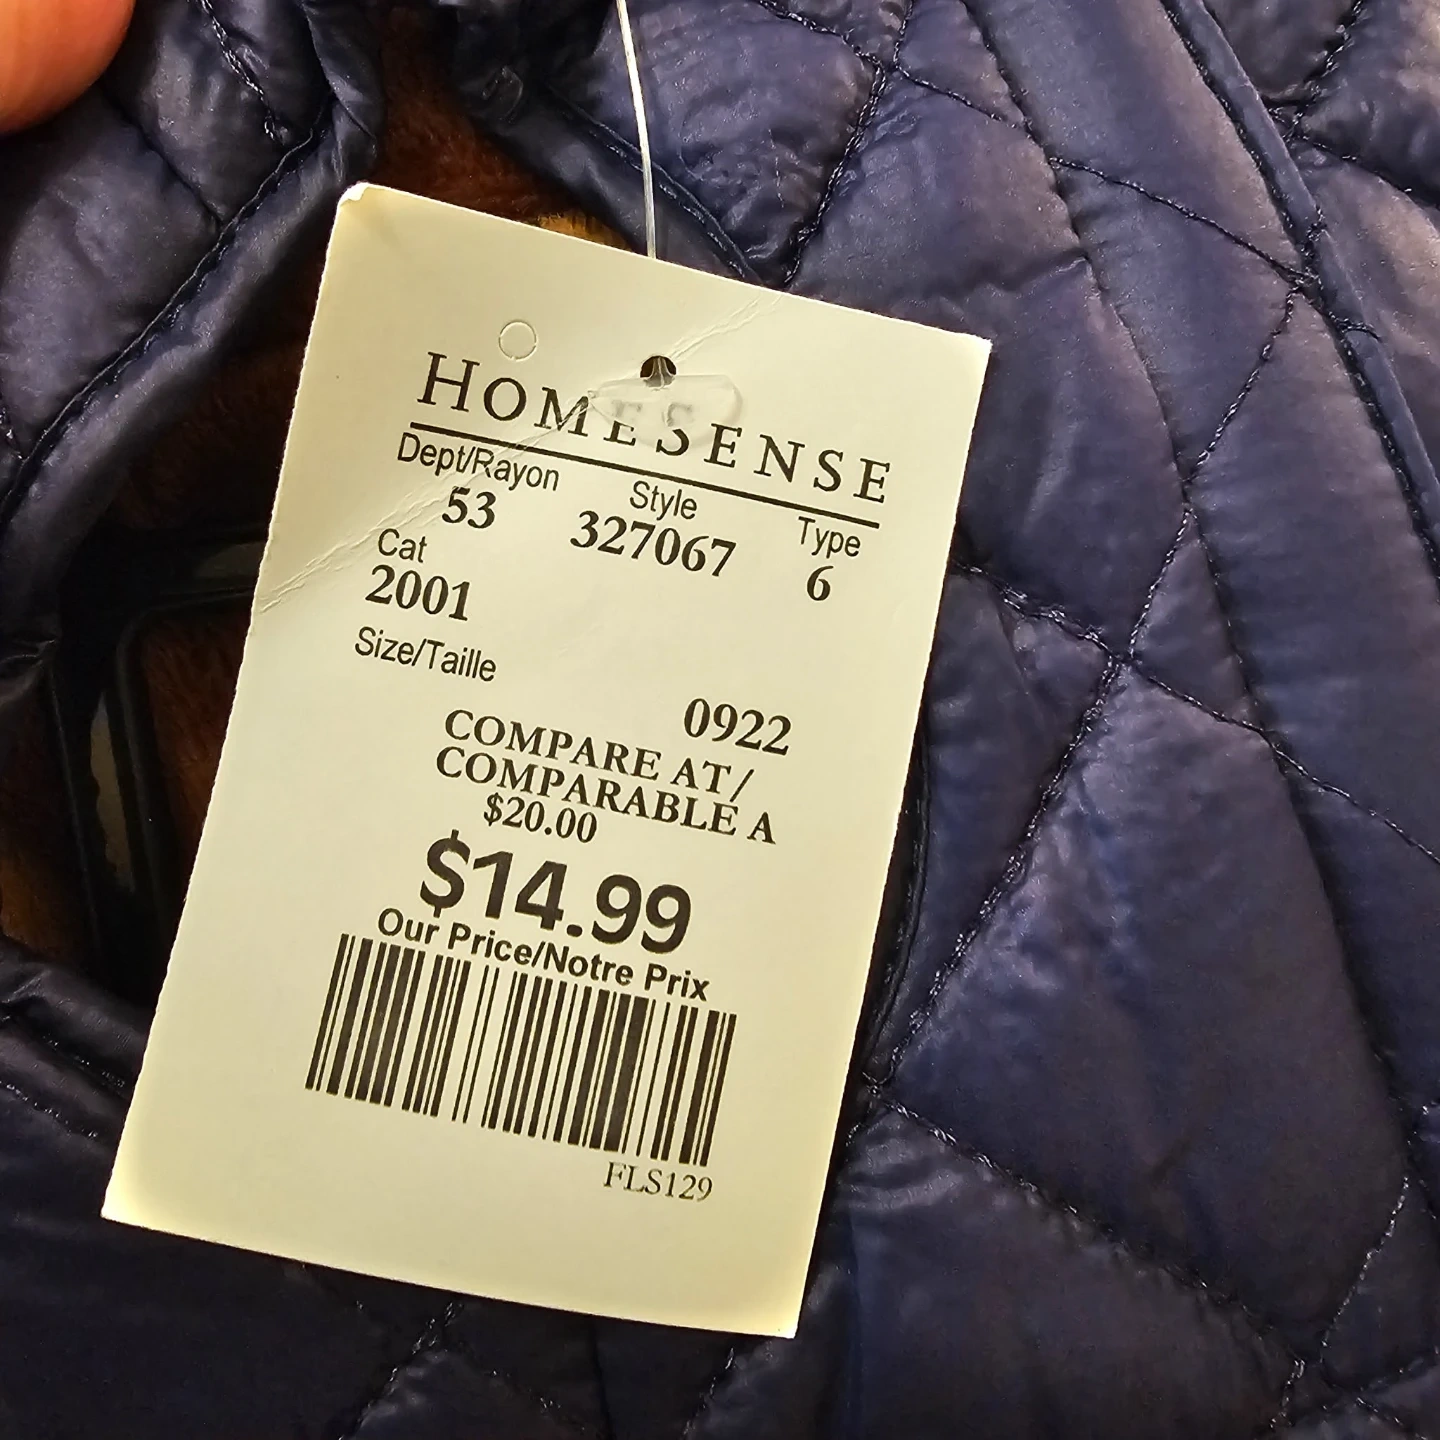 HOMESENSE
Dept/Rayon Style Type
53 327067 6
Cat
2001
Size/Taille
0922
COMPARE AT/
COMPARABLE A
$20.00
$14.99
Our Price/Notre Prix
FLS129